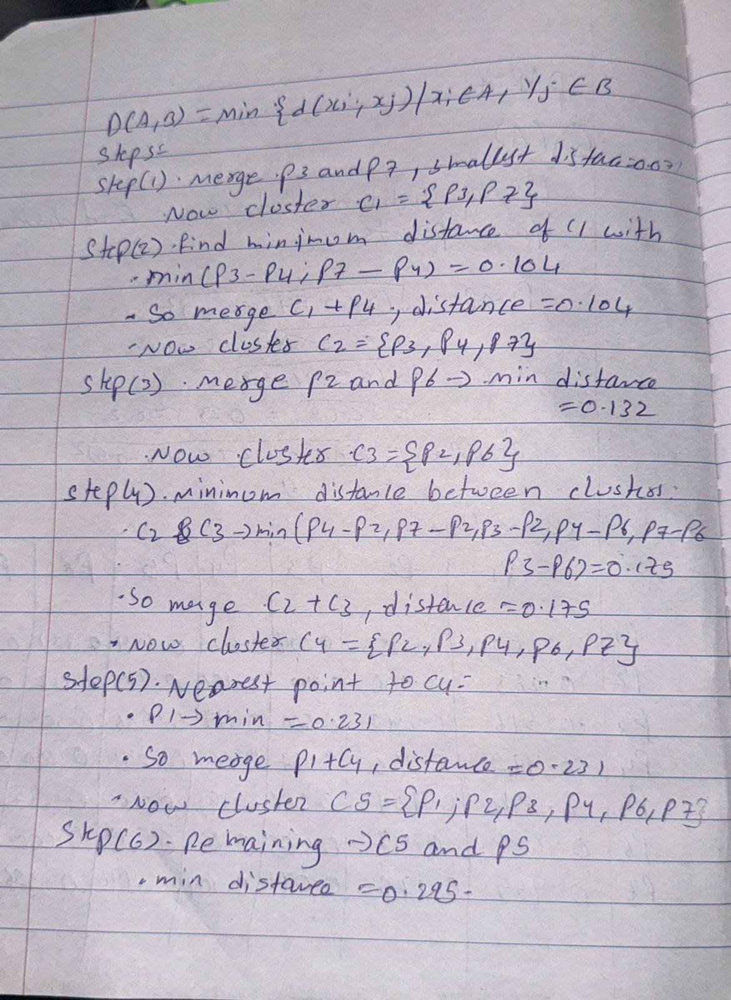 D(A,B) = min {d(xi, xj) / xi ∈ A, Yj ∈ B
steps:
step(1). merge p3 and p7, smallest distace=0.071
Now cluster c1 = {P3, P7}
Step(2). find minimum distance of C1 with
. min (P3-P4; P7 - P4) = 0.104
- So merge C1 + P4, distance = 0.104
- Now cluster C2 = {P3, P4, P7}
Step(3). merge p2 and p6 -> min distance
= 0.132
. Now cluster C3 = {P2, P6}
step(4). minimum distance between clusters:
. C2 & C3 -> min (P4-P2, P7-P2, P3-P2, P4-P6, P7-P6
P3-P6) = 0.175
. So merge C2 + C3, distance = 0.175
. Now cluster C4 = {P2, P3, P4, P6, P7}
Step(5). Nearest point to C4:
. P1 -> min = 0.231
. So merge p1+C4, distance = 0.231
. Now cluster C5 = {P1; P2, P3, P4, P6, P7}
Step(6). Remaining -> C5 and P5
. min distance = 0.295.